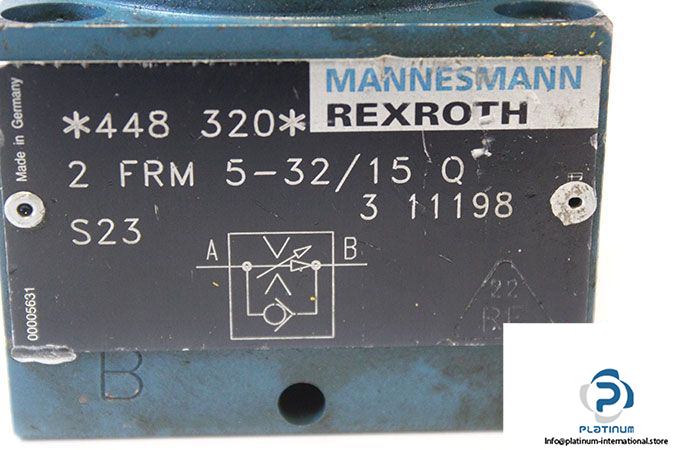 Made in Germany
MANNESMANN
REXROTH
*448 320*
2 FRM 5-32/15 Q
3 11198
S23
A B
22
00005631
B
P
PLATINUM
info@platinum-international.store